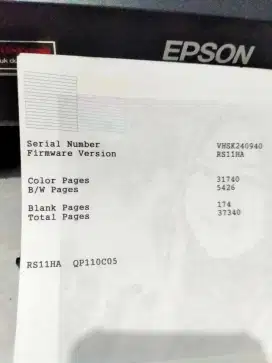 EPSON
Serial Number VHSK240940
Firmware Version RS11HA
Color Pages 31740
B/W Pages 5426
Blank Pages 174
Total Pages 37340
RS11HA QP110C05